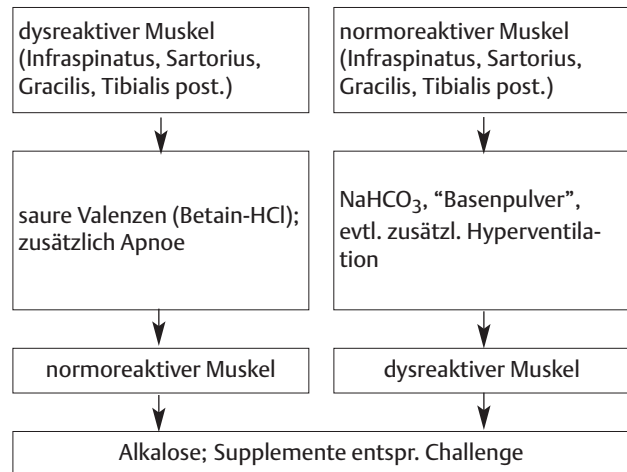 dysreaktiver Muskel
(Infraspinatus, Sartorius,
Gracilis, Tibialis post.)
normoreaktiver Muskel
(Infraspinatus, Sartorius,
Gracilis, Tibialis post.)
saure Valenzen (Betain-HCl);
zusätzlich Apnoe
NaHCO₃, “Basenpulver”,
evtl. zusätzl. Hyperventila-
tion
normoreaktiver Muskel
dysreaktiver Muskel
Alkalose; Supplemente entspr. Challenge